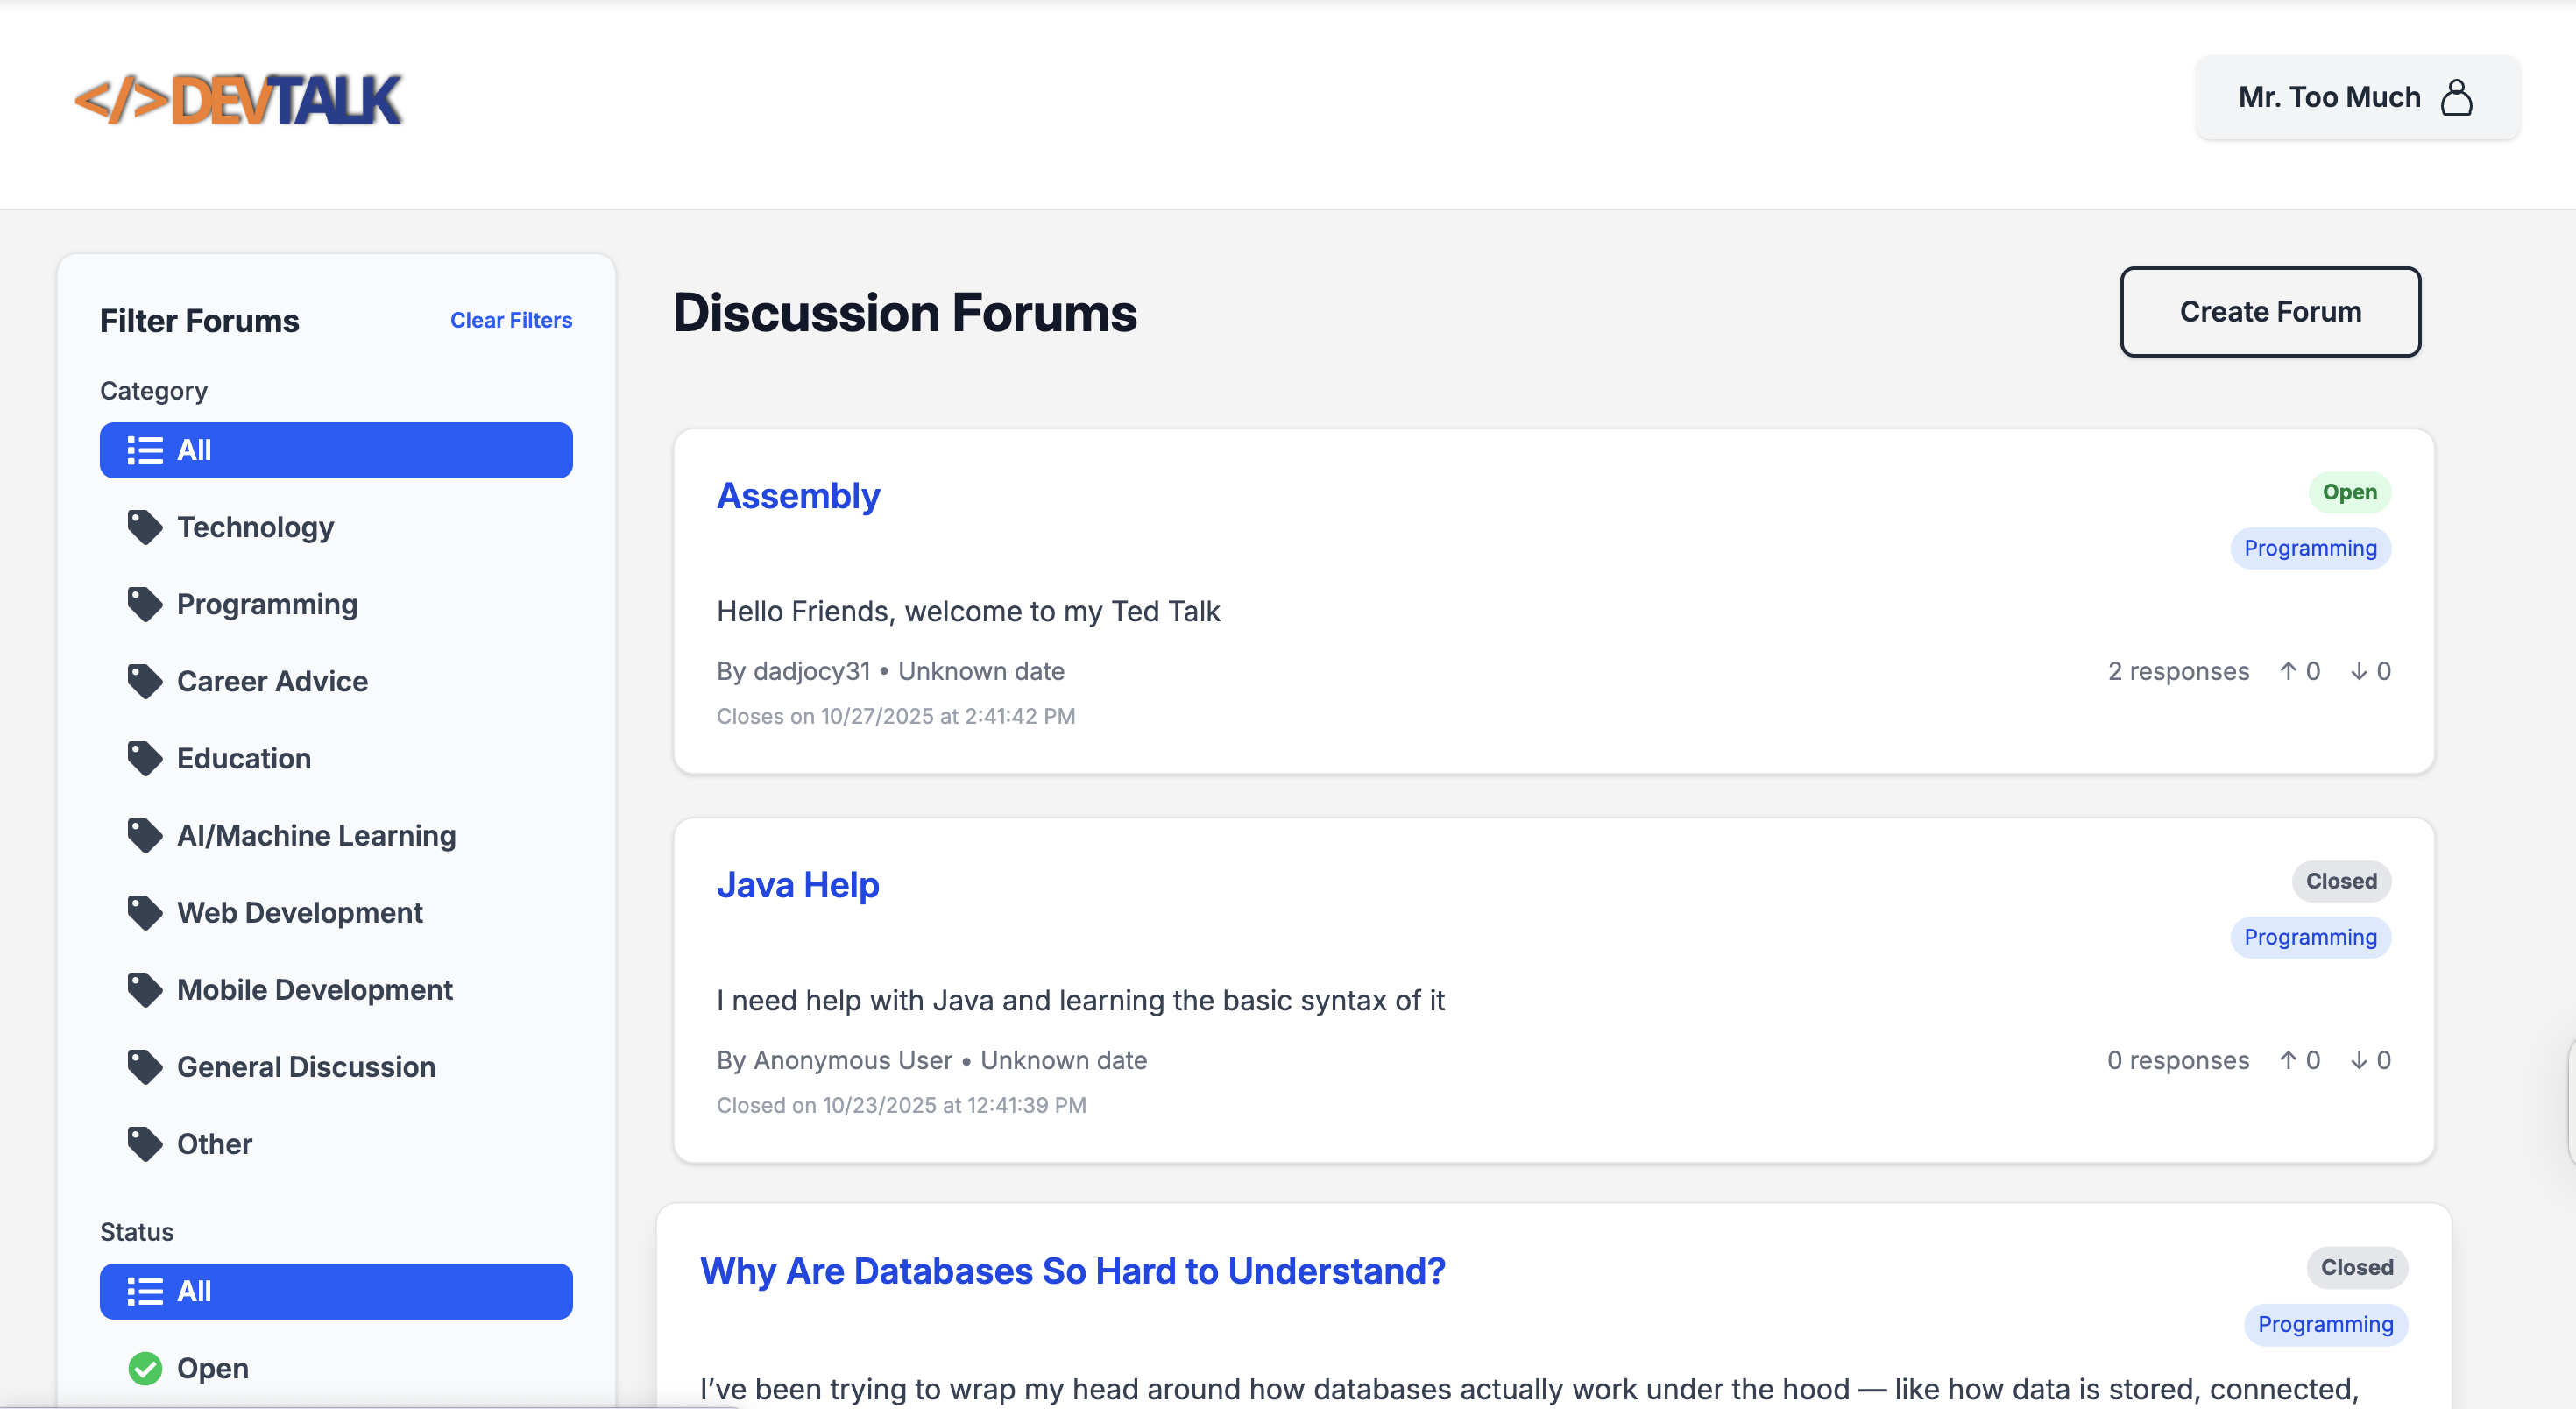 </>DEVTALK
Mr. Too Much
Filter Forums
Clear Filters
Category
All
Technology
Programming
Career Advice
Education
AI/Machine Learning
Web Development
Mobile Development
General Discussion
Other
Status
All
Open
Discussion Forums
Create Forum
Assembly
Open
Programming
Hello Friends, welcome to my Ted Talk
By dadjocy31 • Unknown date
2 responses ↑ 0 ↓ 0
Closes on 10/27/2025 at 2:41:42 PM
Java Help
Closed
Programming
I need help with Java and learning the basic syntax of it
By Anonymous User • Unknown date
0 responses ↑ 0 ↓ 0
Closed on 10/23/2025 at 12:41:39 PM
Why Are Databases So Hard to Understand?
Closed
Programming
I’ve been trying to wrap my head around how databases actually work under the hood — like how data is stored, connected,